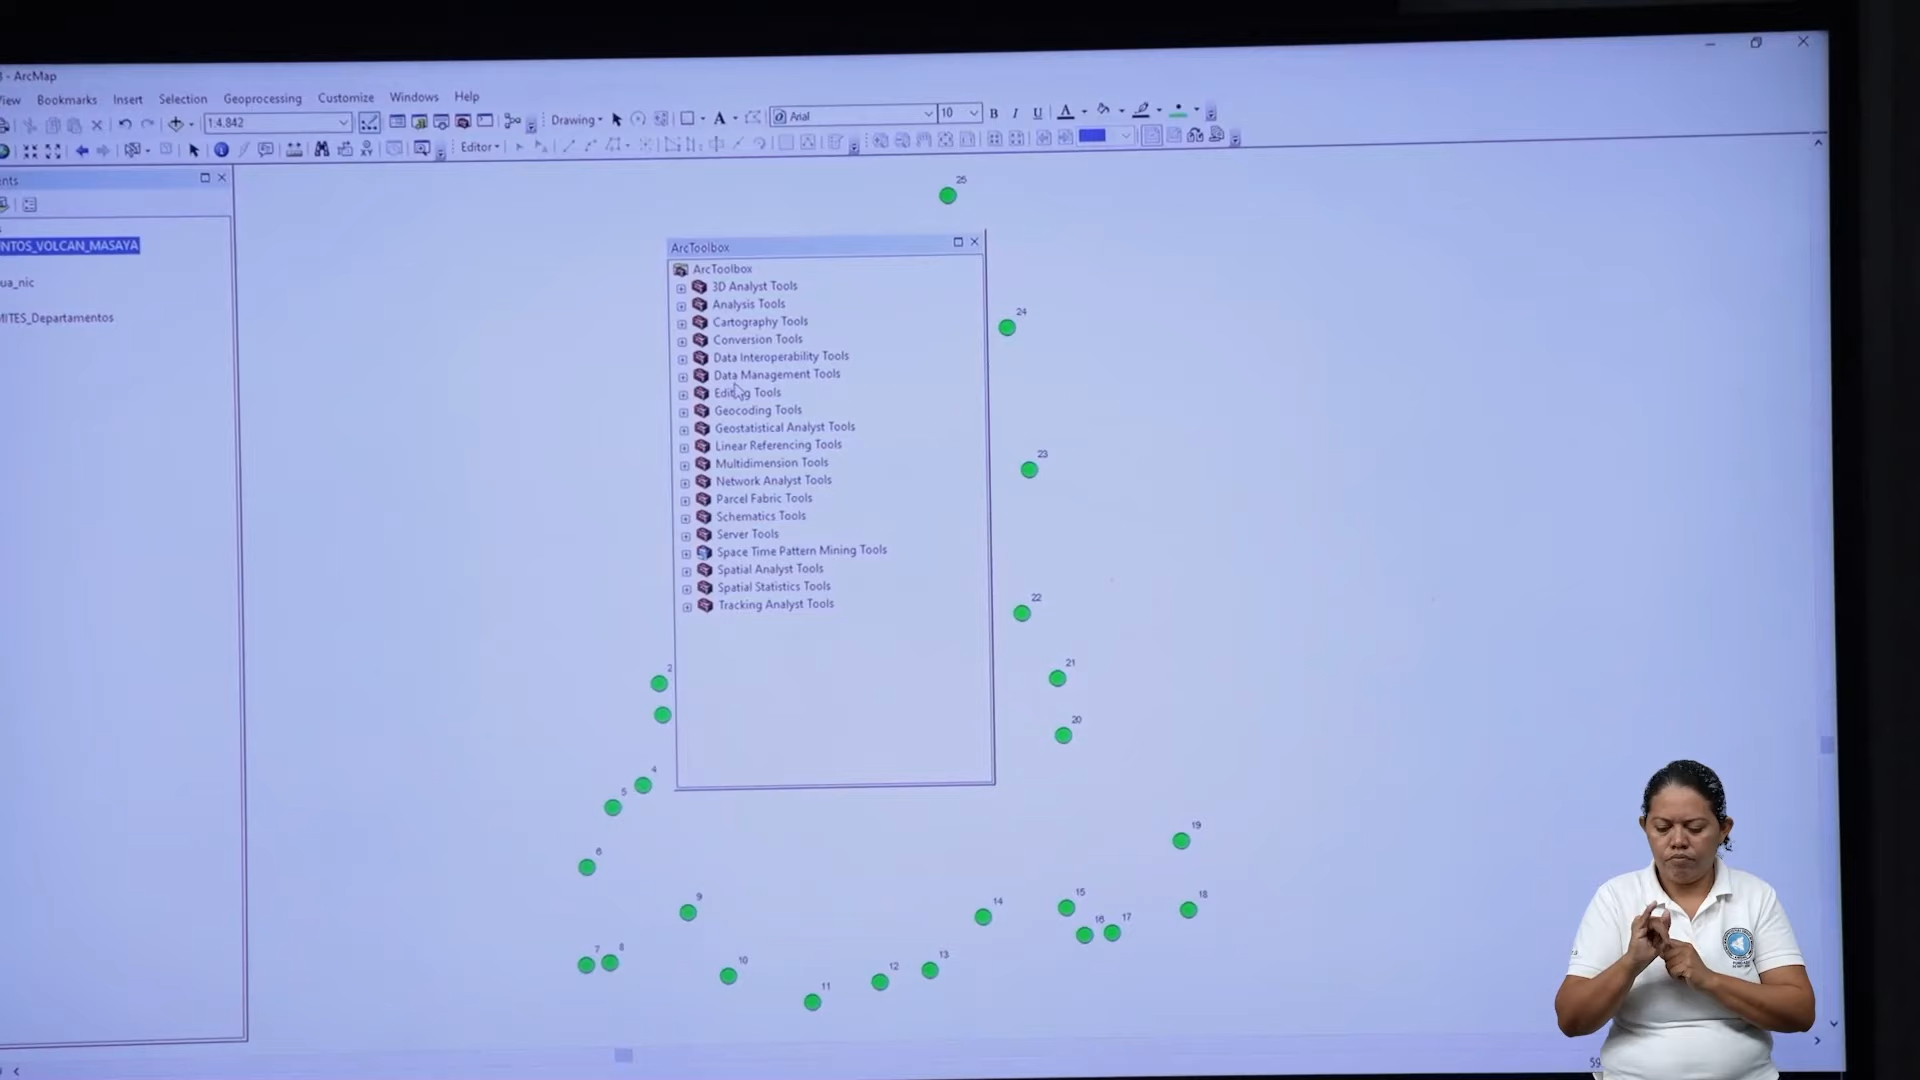 - ArcMap
View Bookmarks Insert Selection Geoprocessing Customize Windows Help
1:4.842 Drawing A Arial 10 B I U A
Editor
nts
NTOS_VOLCAN_MASAYA
ua_nic
MITES_Departamentos
ArcToolbox
ArcToolbox
3D Analyst Tools
Analysis Tools
Cartography Tools
Conversion Tools
Data Interoperability Tools
Data Management Tools
Editing Tools
Geocoding Tools
Geostatistical Analyst Tools
Linear Referencing Tools
Multidimension Tools
Network Analyst Tools
Parcel Fabric Tools
Schematics Tools
Server Tools
Space Time Pattern Mining Tools
Spatial Analyst Tools
Spatial Statistics Tools
Tracking Analyst Tools
25
24
23
22
2
21
20
4
5
19
6
15
18
9
14
16
17
7
8
13
10
12
11
59